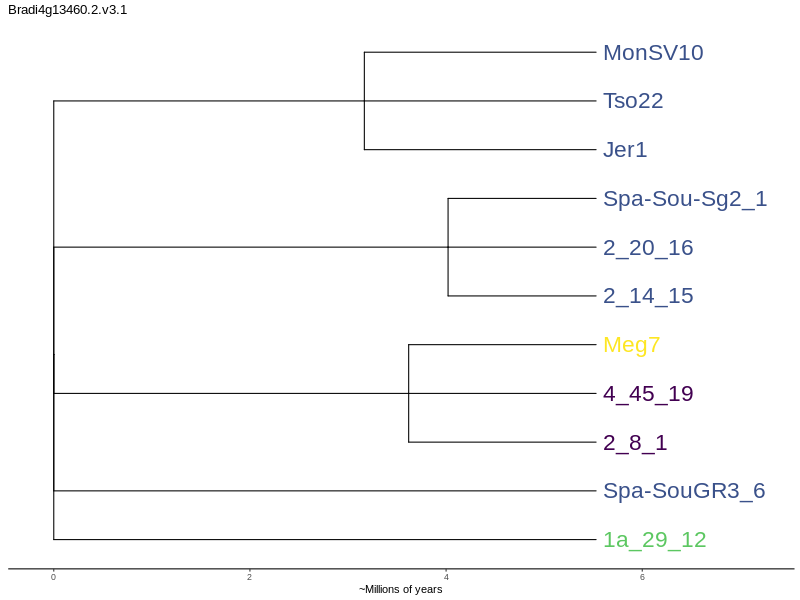 Bradi4g13460.2.v3.1
MonSV10
Tso22
Jer1
Spa-Sou-Sg2_1
2_20_16
2_14_15
Meg7
4_45_19
2_8_1
Spa-SouGR3_6
1a_29_12
0 2 4 6
~Millions of years